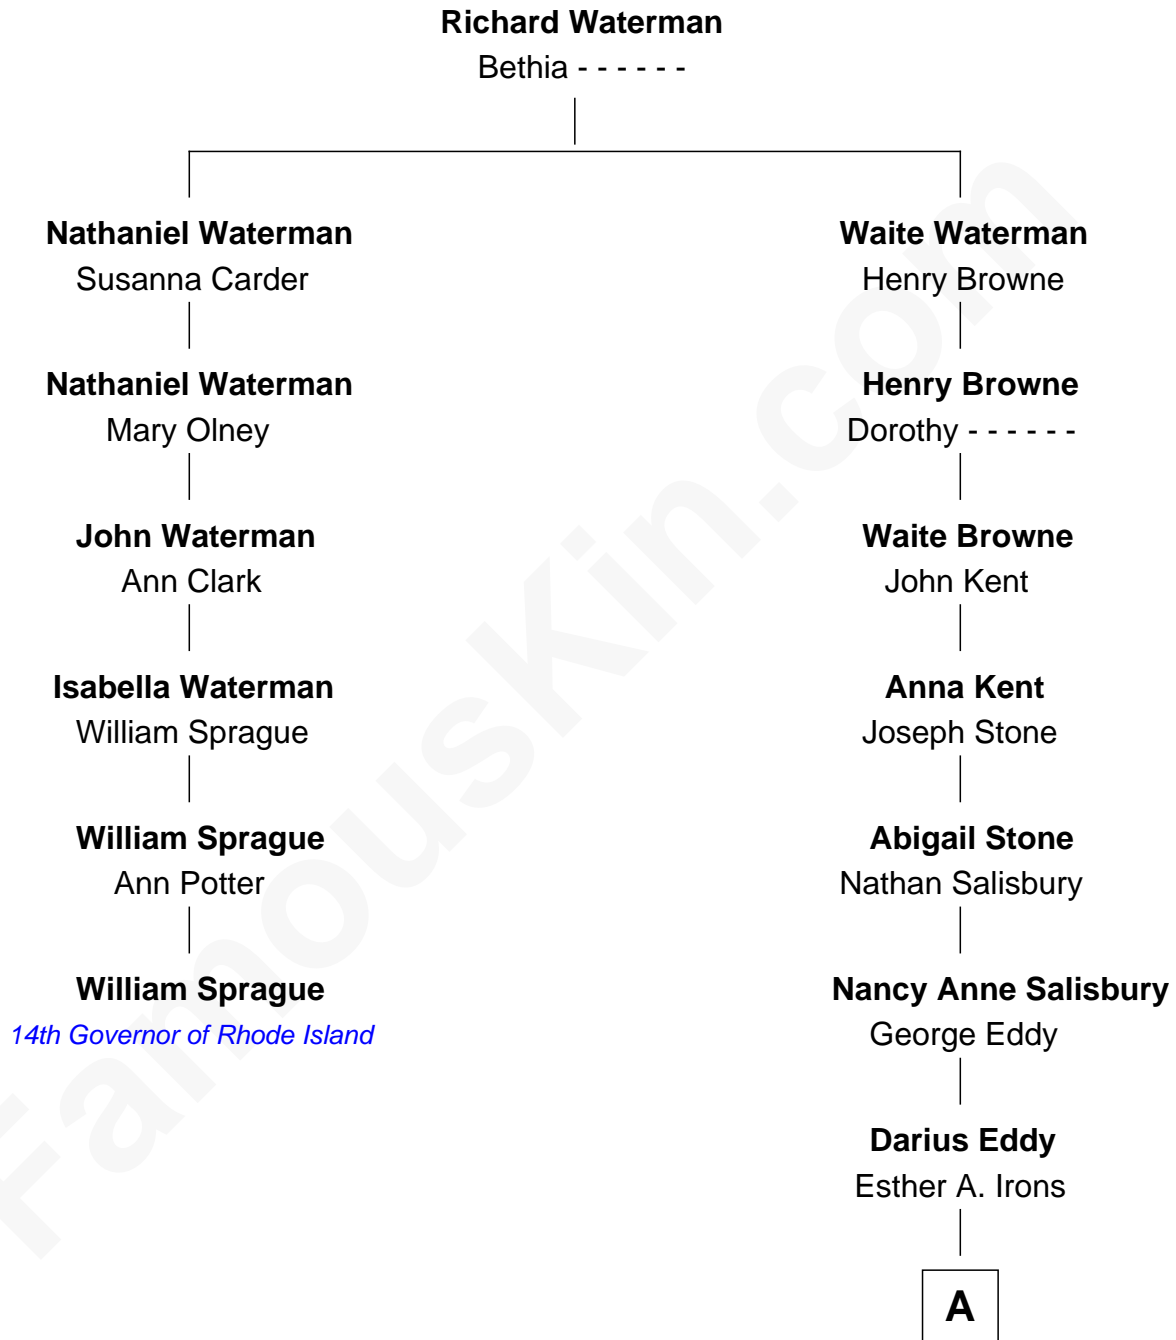 Richard Waterman
Bethia - - - - - -
Nathaniel Waterman
Susanna Carder
Waite Waterman
Henry Browne
Nathaniel Waterman
Mary Olney
Henry Browne
Dorothy - - - - - -
John Waterman
Ann Clark
Waite Browne
John Kent
Isabella Waterman
William Sprague
Anna Kent
Joseph Stone
William Sprague
Ann Potter
Abigail Stone
Nathan Salisbury
William Sprague
14th Governor of Rhode Island
Nancy Anne Salisbury
George Eddy
Darius Eddy
Esther A. Irons
A
FamousKin.com